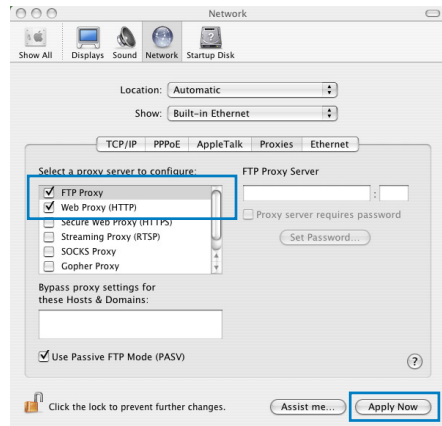 Network
Show All Displays Sound Network Startup Disk
Location: Automatic
Show: Built-in Ethernet
TCP/IP PPPoE AppleTalk Proxies Ethernet
Select a proxy server to configure: FTP Proxy Server
FTP Proxy :
Web Proxy (HTTP) Proxy server requires password
Secure Web Proxy (HTTPS)
Streaming Proxy (RTSP) Set Password...
SOCKS Proxy
Gopher Proxy
Bypass proxy settings for
these Hosts & Domains:
Use Passive FTP Mode (PASV) ?
Click the lock to prevent further changes. Assist me... Apply Now